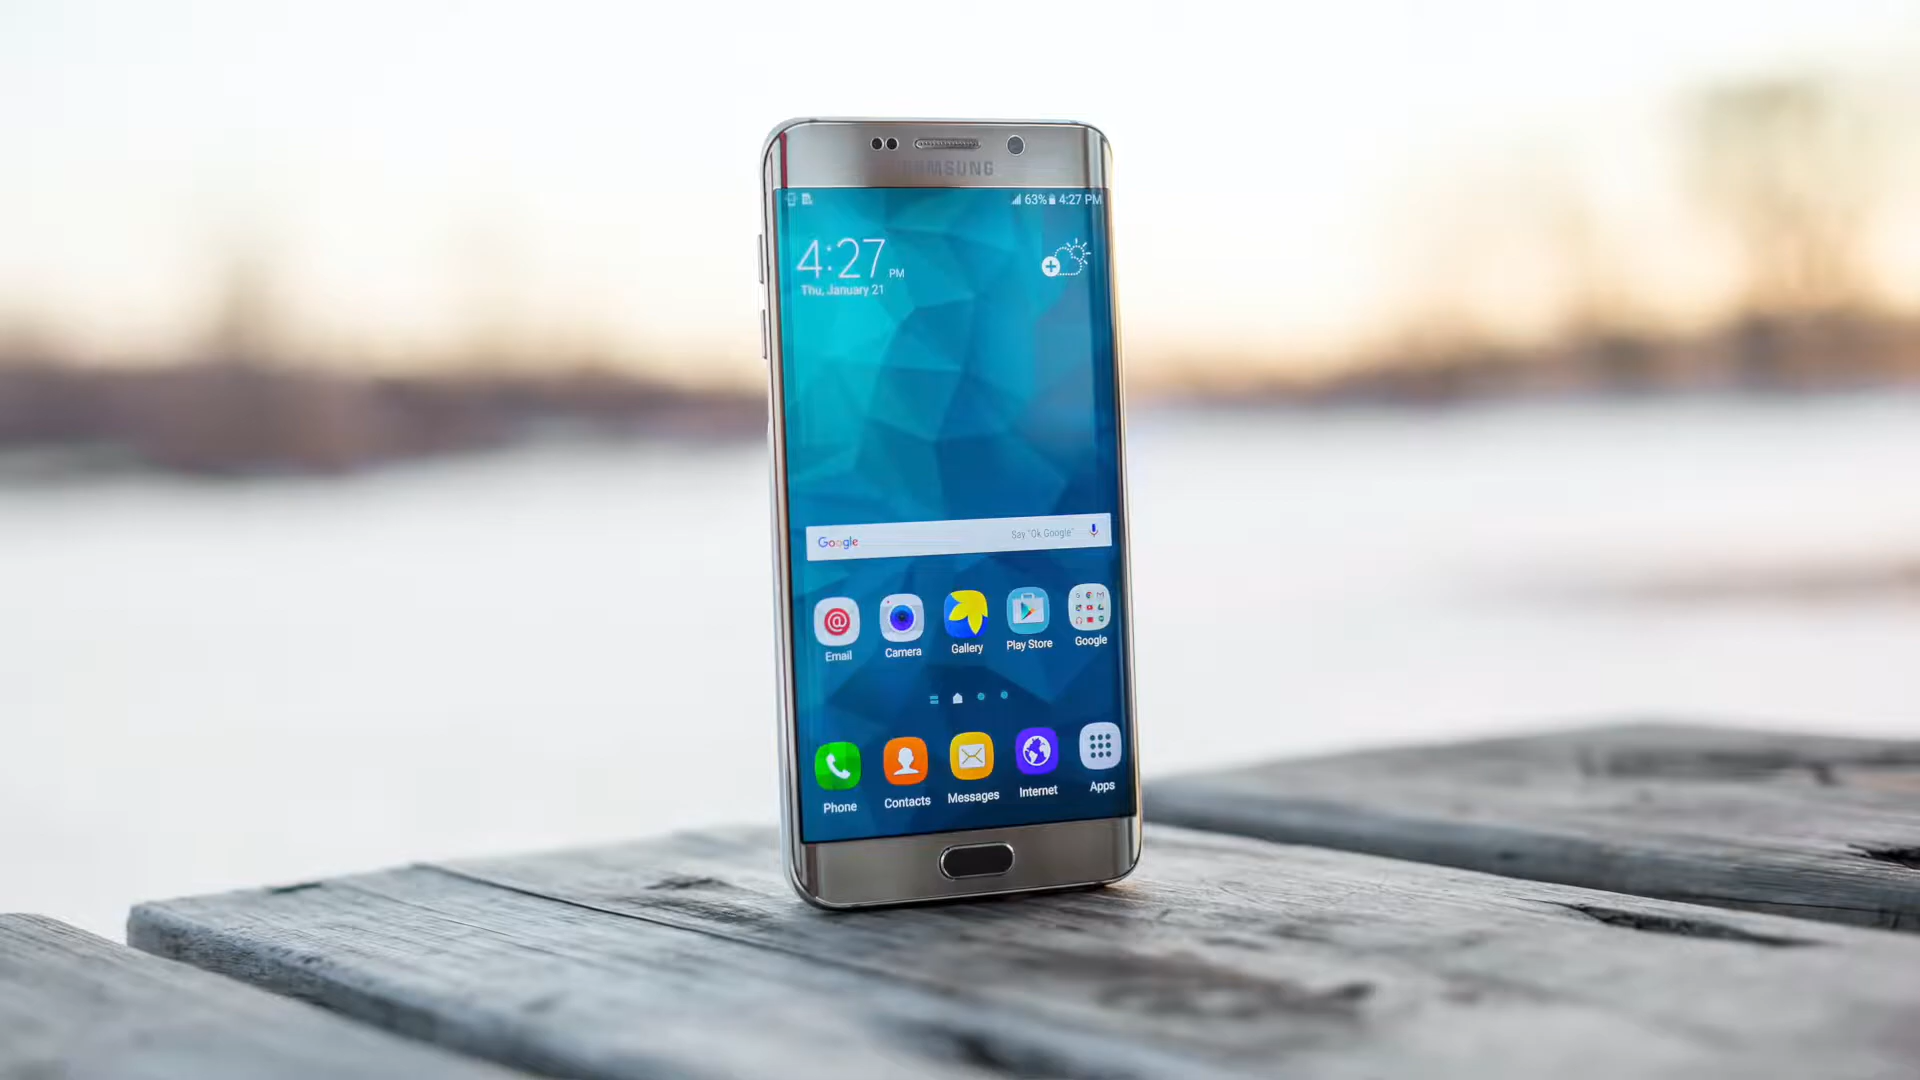 SAMSUNG
63% 4:27 PM
4:27 PM
Thu, January 21
Google Say "Ok Google"
Email Camera Gallery Play Store Google
Phone Contacts Messages Internet Apps